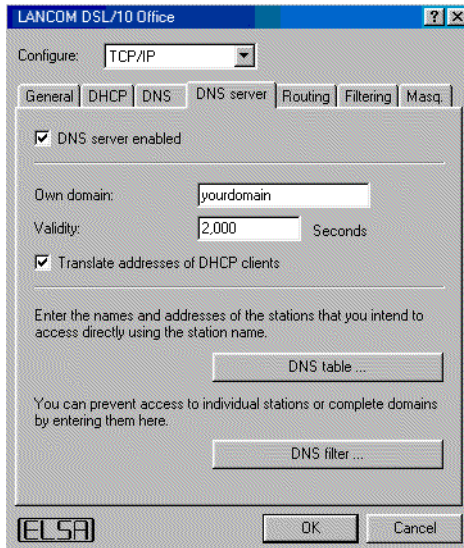 LANCOM DSL/10 Office
Configure: TCP/IP
General DHCP DNS DNS server Routing Filtering Masq.
DNS server enabled
Own domain: yourdomain
Validity: 2,000 Seconds
Translate addresses of DHCP clients
Enter the names and addresses of the stations that you intend to
access directly using the station name.
DNS table ...
You can prevent access to individual stations or complete domains
by entering them here.
DNS filter ...
ELSA OK Cancel